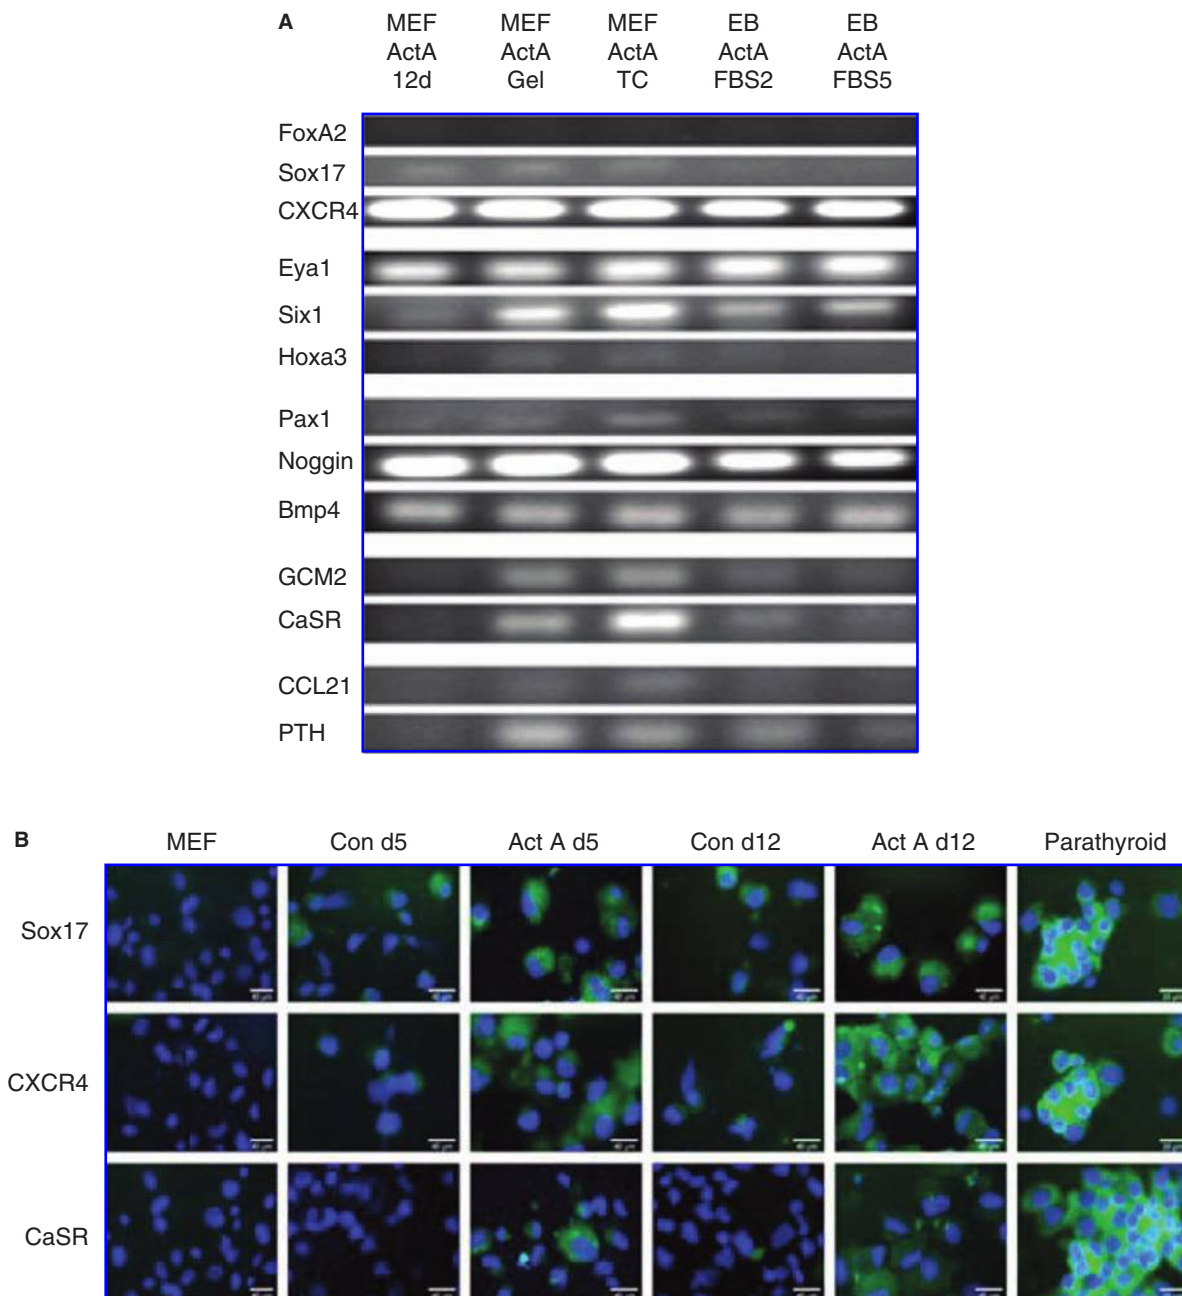 A
MEF MEF MEF EB EB
ActA ActA ActA ActA ActA
12d Gel TC FBS2 FBS5
FoxA2
Sox17
CXCR4
Eya1
Six1
Hoxa3
Pax1
Noggin
Bmp4
GCM2
CaSR
CCL21
PTH
B MEF Con d5 Act A d5 Con d12 Act A d12 Parathyroid
Sox17
CXCR4
CaSR